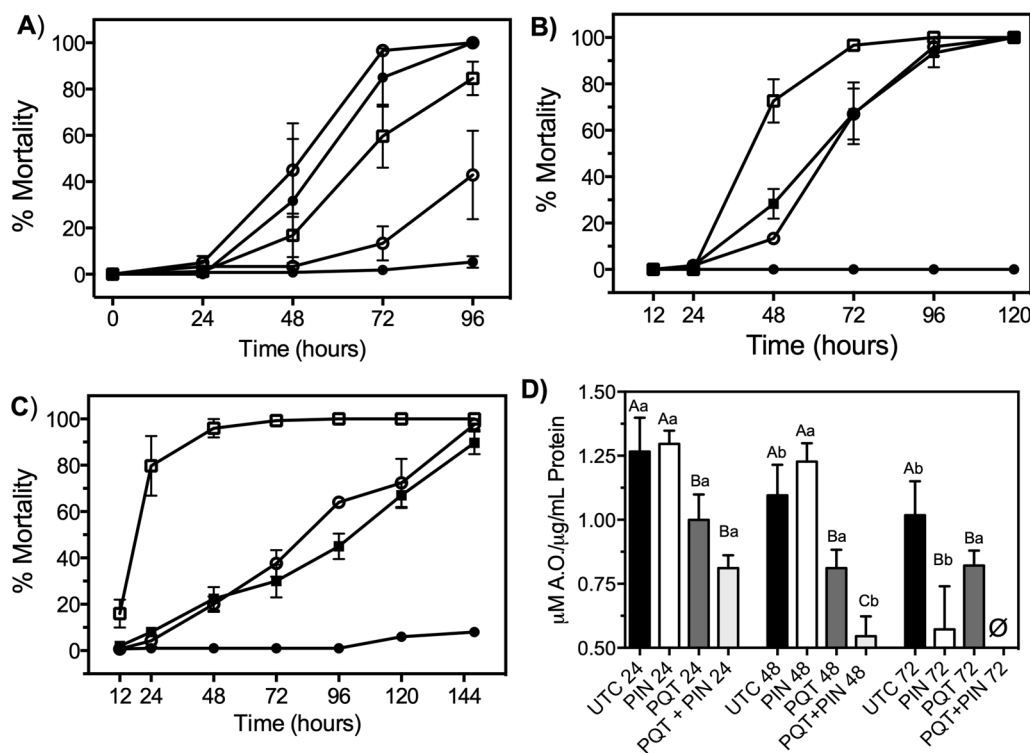 A)
% Mortality
100
80
60
40
20
0
0 24 48 72 96
Time (hours)
B)
% Mortality
100
80
60
40
20
0
12 24 48 72 96 120
Time (hours)
C)
% Mortality
100
80
60
40
20
0
12 24 48 72 96 120 144
Time (hours)
D)
µM A.O./µg/mL Protein
1.50
1.25
1.00
0.75
0.50
Aa Aa Ba Ba Ab Aa Ba Cb Ab Bb Ba Ø
UTC 24 PIN 24 PQT 24 PQT + PIN 24 UTC 48 PIN 48 PQT 48 PQT+PIN 48 UTC 72 PIN 72 PQT 72 PQT+PIN 72